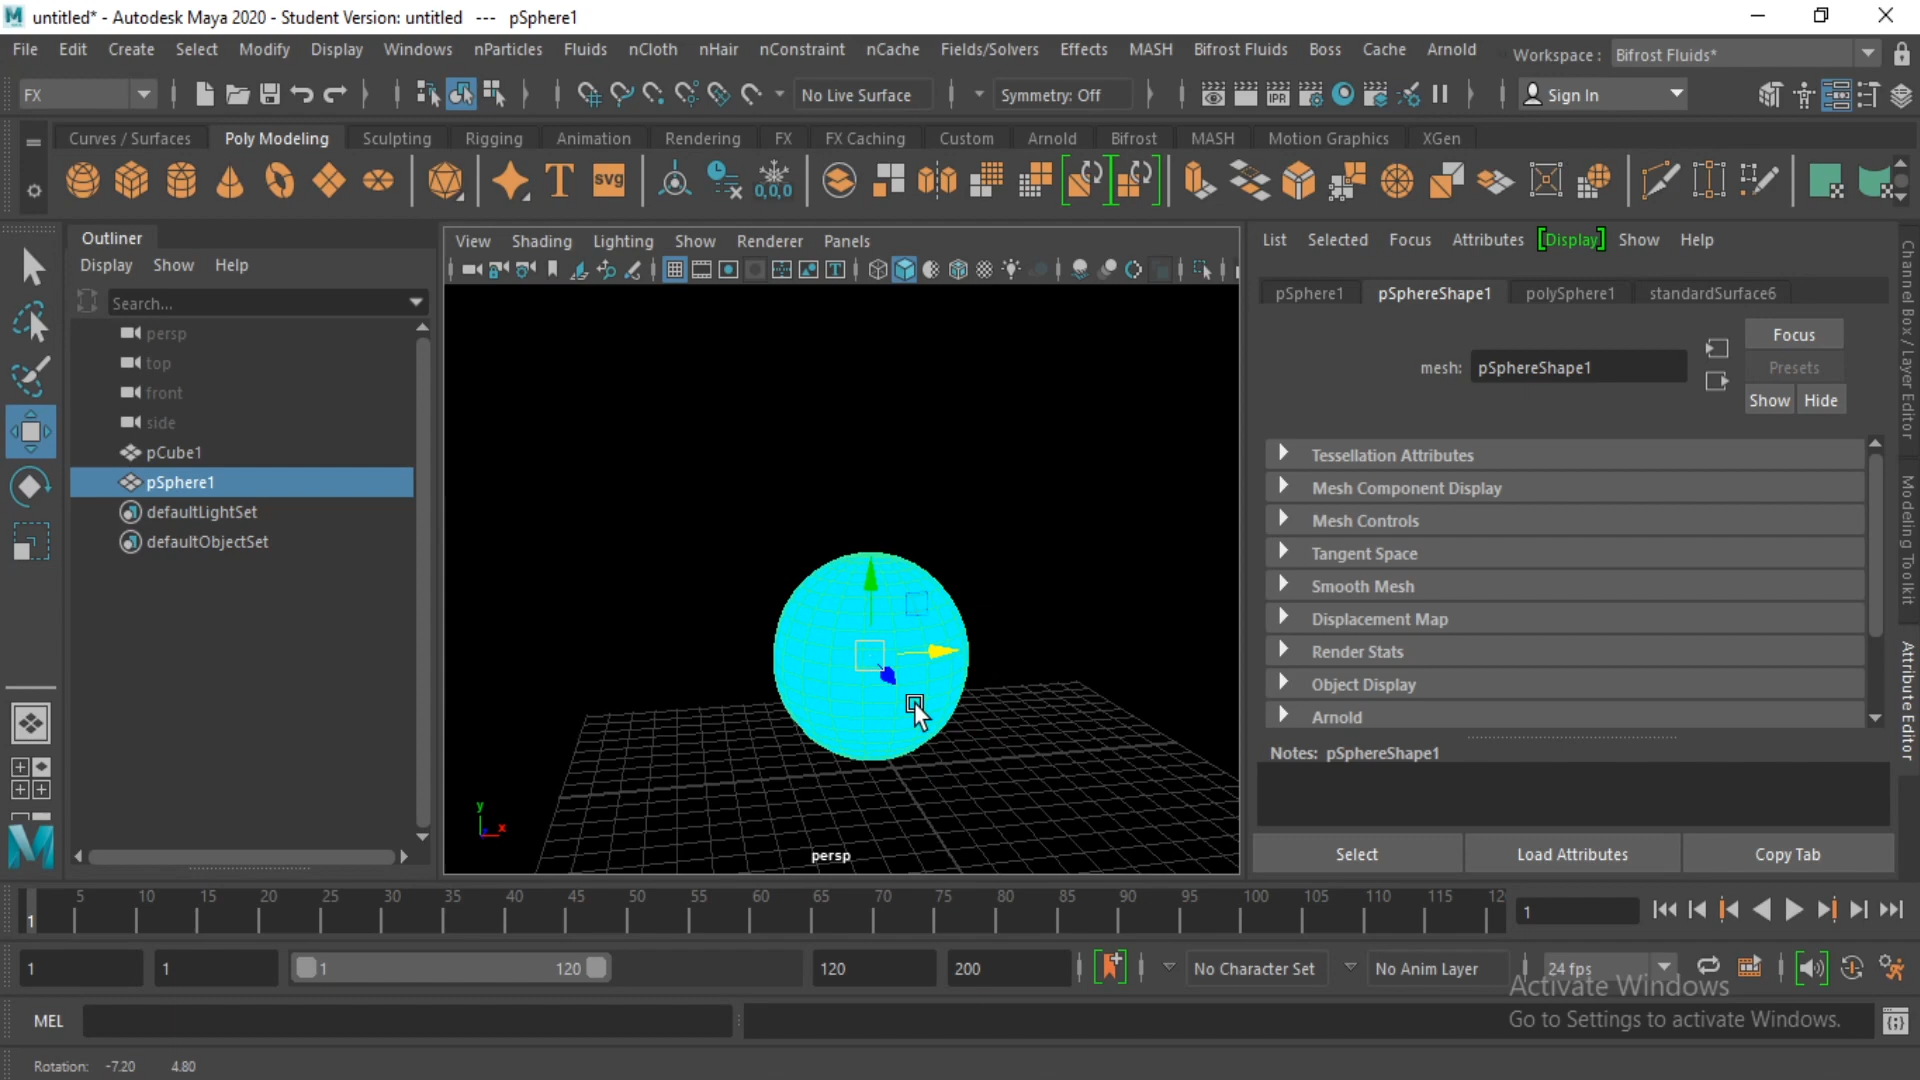 untitled* - Autodesk Maya 2020 - Student Version: untitled --- pSphere1
File Edit Create Select Modify Display Windows nParticles Fluids nCloth nHair nConstraint nCache Fields/Solvers Effects MASH Bifrost Fluids Boss Cache Arnold Workspace : Bifrost Fluids*
FX No Live Surface Symmetry: Off IPR Sign In
Curves / Surfaces Poly Modeling Sculpting Rigging Animation Rendering FX FX Caching Custom Arnold Bifrost MASH Motion Graphics XGen
T SVG 0,0,0
Outliner
Display Show Help
Search...
persp
top
front
side
pCube1
pSphere1
defaultLightSet
defaultObjectSet
View Shading Lighting Show Renderer Panels
y
x
persp
List Selected Focus Attributes Display Show Help
pSphere1 pSphereShape1 polySphere1 standardSurface6
Focus
mesh: pSphereShape1 Presets
Show Hide
Tessellation Attributes
Mesh Component Display
Mesh Controls
Tangent Space
Smooth Mesh
Displacement Map
Render Stats
Object Display
Arnold
Notes: pSphereShape1
Select Load Attributes Copy Tab
Channel Box / Layer Editor
Modeling Toolkit
Attribute Editor
5 10 15 20 25 30 35 40 45 50 55 60 65 70 75 80 85 90 95 100 105 110 115 12
1 1
1 1 1 120 120 200 No Character Set No Anim Layer 24 fps
Activate Windows
Go to Settings to activate Windows.
MEL
Rotation: -7.20 4.80